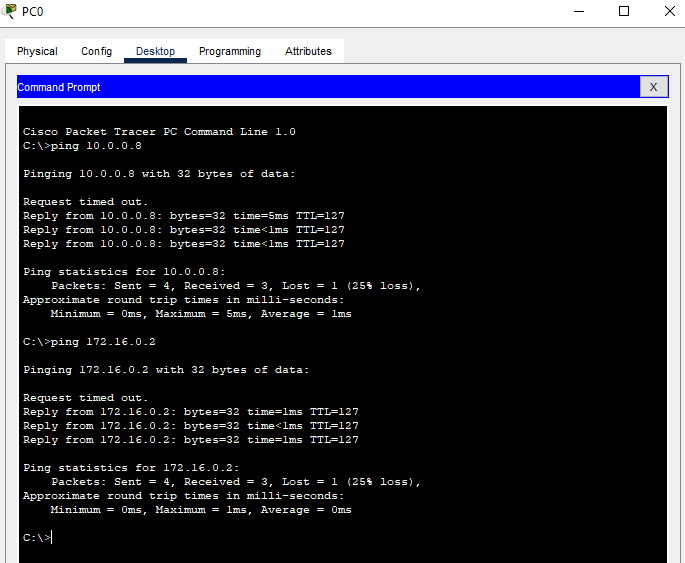 PC0
Physical Config Desktop Programming Attributes
Command Prompt
X
Cisco Packet Tracer PC Command Line 1.0
C:\>ping 10.0.0.8
Pinging 10.0.0.8 with 32 bytes of data:
Request timed out.
Reply from 10.0.0.8: bytes=32 time=5ms TTL=127
Reply from 10.0.0.8: bytes=32 time<1ms TTL=127
Reply from 10.0.0.8: bytes=32 time<1ms TTL=127
Ping statistics for 10.0.0.8:
    Packets: Sent = 4, Received = 3, Lost = 1 (25% loss),
Approximate round trip times in milli-seconds:
    Minimum = 0ms, Maximum = 5ms, Average = 1ms
C:\>ping 172.16.0.2
Pinging 172.16.0.2 with 32 bytes of data:
Request timed out.
Reply from 172.16.0.2: bytes=32 time=1ms TTL=127
Reply from 172.16.0.2: bytes=32 time<1ms TTL=127
Reply from 172.16.0.2: bytes=32 time=1ms TTL=127
Ping statistics for 172.16.0.2:
    Packets: Sent = 4, Received = 3, Lost = 1 (25% loss),
Approximate round trip times in milli-seconds:
    Minimum = 0ms, Maximum = 1ms, Average = 0ms
C:\>